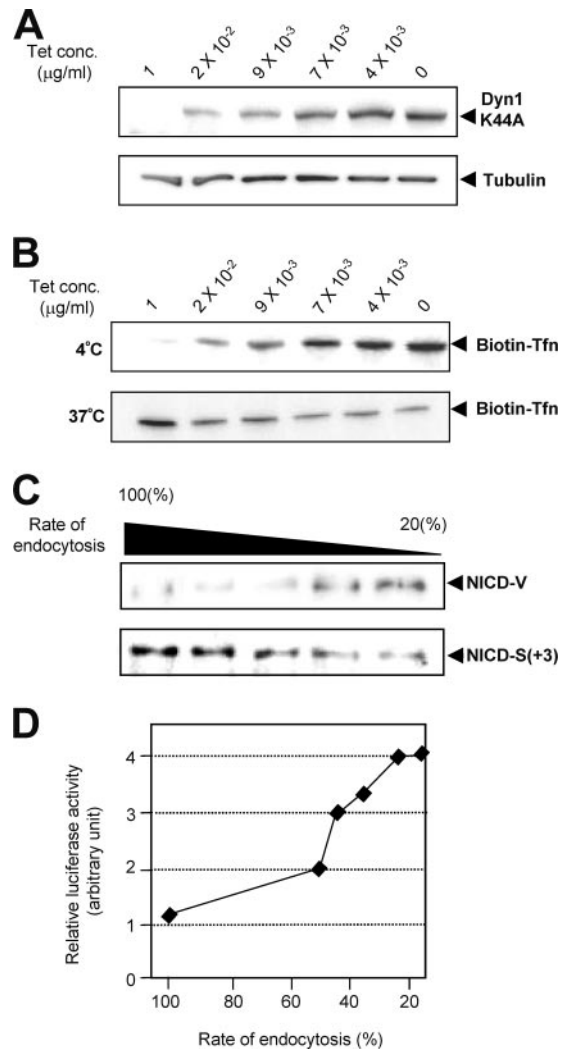 A
Tet conc.
(μg/ml)
1
2 X 10-2
9 X 10-3
7 X 10-3
4 X 10-3
0
Dyn1
K44A
Tubulin
B
Tet conc.
(μg/ml)
1
2 X 10-2
9 X 10-3
7 X 10-3
4 X 10-3
0
4°C
Biotin-Tfn
37°C
Biotin-Tfn
C
100(%)
20(%)
Rate of
endocytosis
NICD-V
NICD-S(+3)
D
Relative luciferase activity
(arbitrary unit)
4
3
2
1
0
100 80 60 40 20
Rate of endocytosis (%)